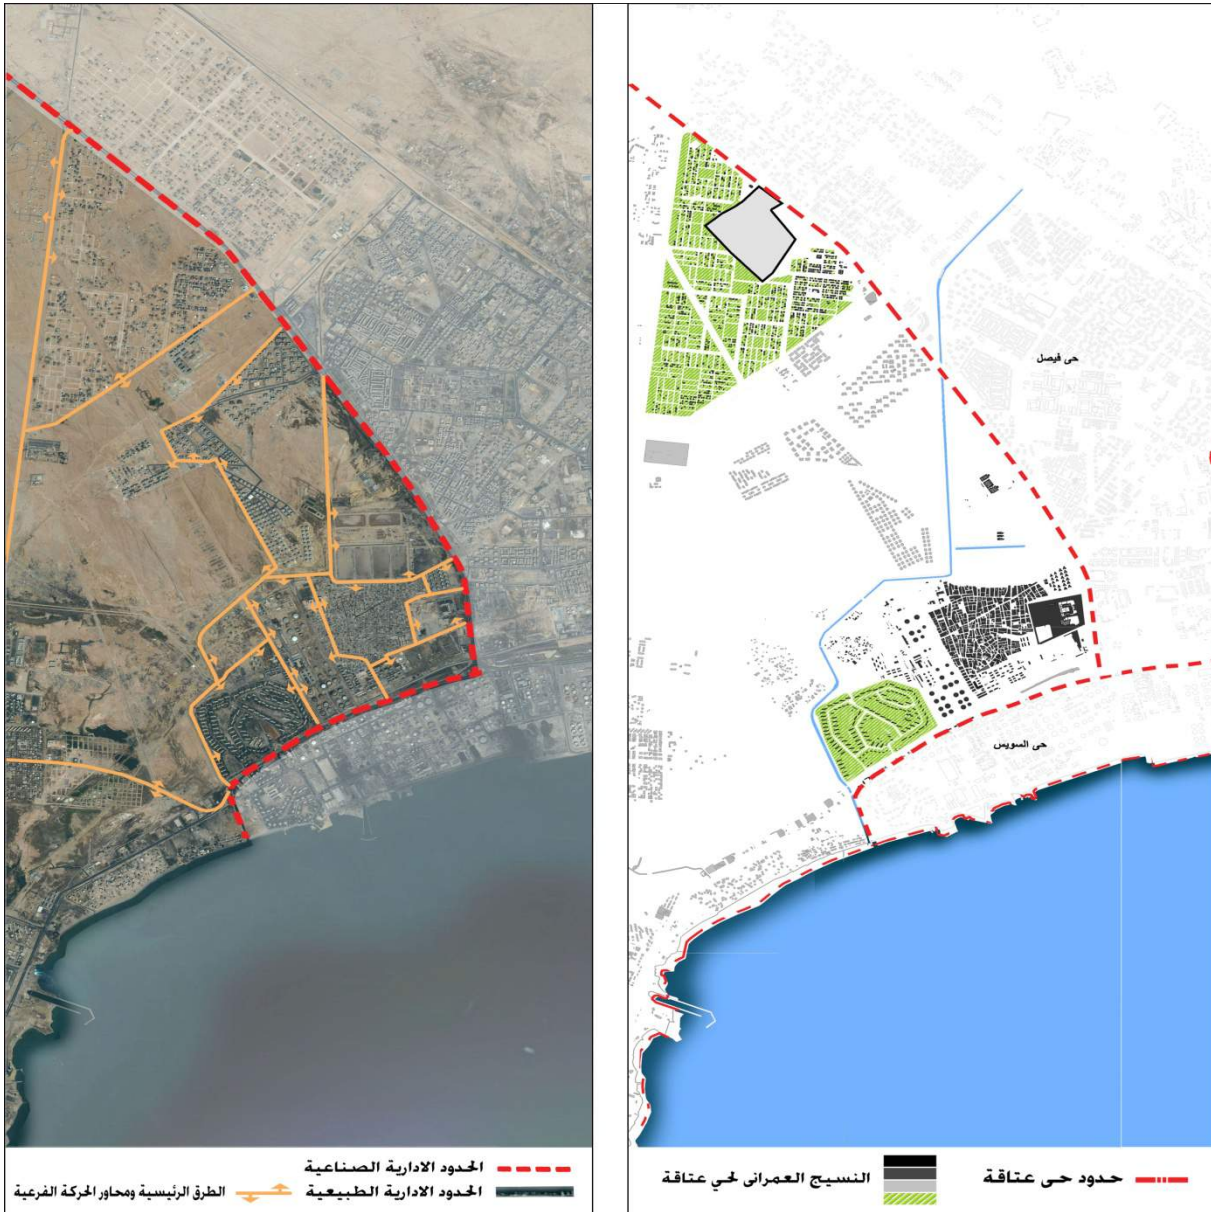 حى فيصل
حى السويس
الحدود الادارية الصناعية
الحدود الادارية الطبيعية
الطرق الرئيسية ومحاور الحركة الفرعية
حدود حى عتاقة
النسيج العمرانى لحي عتاقة